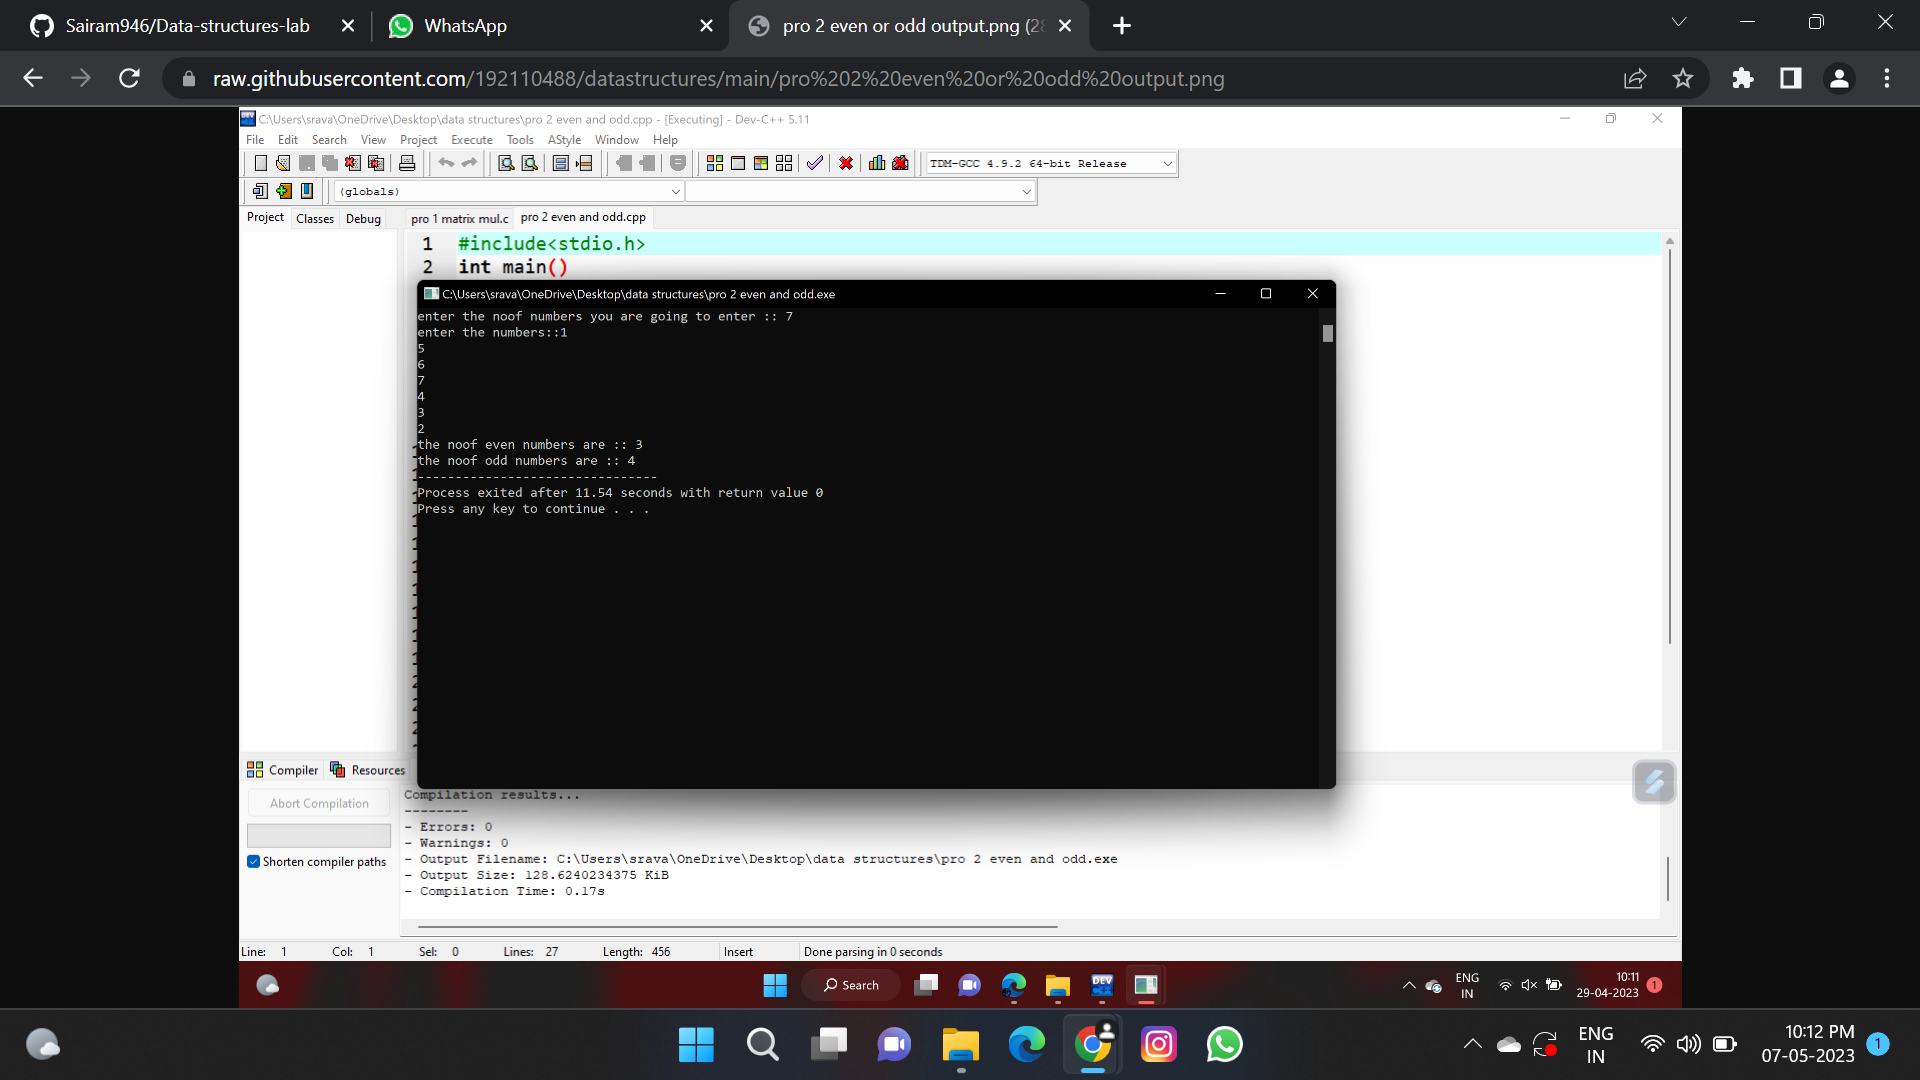 Sairam946/Data-structures-lab
WhatsApp
pro 2 even or odd output.png (28
raw.githubusercontent.com/192110488/datastructures/main/pro%202%20even%20or%20odd%20output.png
C:\Users\srava\OneDrive\Desktop\data structures\pro 2 even and odd.cpp - [Executing] - Dev-C++ 5.11
File Edit Search View Project Execute Tools AStyle Window Help
TDM-GCC 4.9.2 64-bit Release
(globals)
Project Classes Debug
pro 1 matrix mul.c pro 2 even and odd.cpp
1 #include<stdio.h>
2 int main()
C:\Users\srava\OneDrive\Desktop\data structures\pro 2 even and odd.exe
enter the noof numbers you are going to enter :: 7
enter the numbers::1
5
6
7
4
3
2
the noof even numbers are :: 3
the noof odd numbers are :: 4
--------------------------------
Process exited after 11.54 seconds with return value 0
Press any key to continue . . .
Compiler Resources
Abort Compilation
Shorten compiler paths
Compilation results...
--------
- Errors: 0
- Warnings: 0
- Output Filename: C:\Users\srava\OneDrive\Desktop\data structures\pro 2 even and odd.exe
- Output Size: 128.6240234375 KiB
- Compilation Time: 0.17s
Line: 1 Col: 1 Sel: 0 Lines: 27 Length: 456 Insert Done parsing in 0 seconds
Search
DEV
ENG
IN
10:11
29-04-2023
1
ENG
IN
10:12 PM
07-05-2023
1